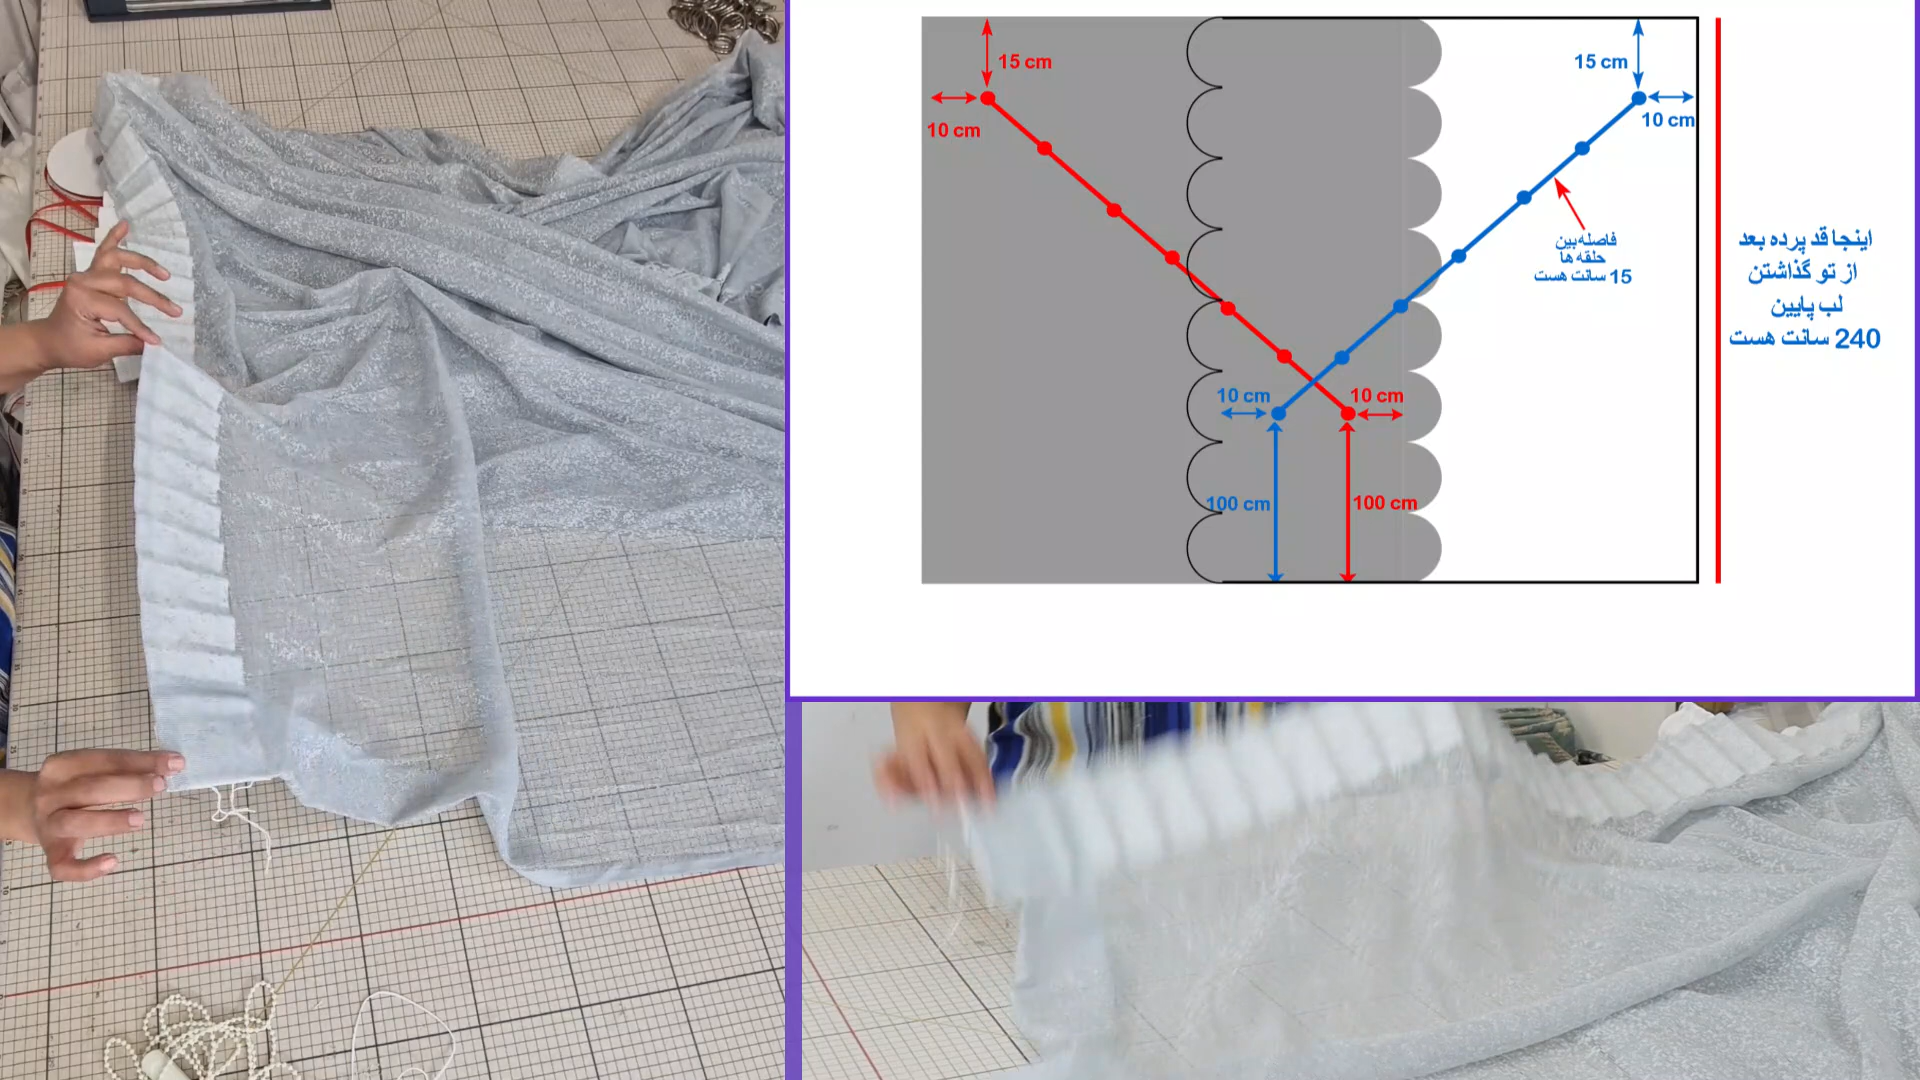 15 cm
15 cm
10 cm
10 cm
فاصله بین
حلقه ها
15 سانت هست
اینجا قد پرده بعد
از تو گذاشتن
لب پایین
240 سانت هست
10 cm
10 cm
100 cm
100 cm